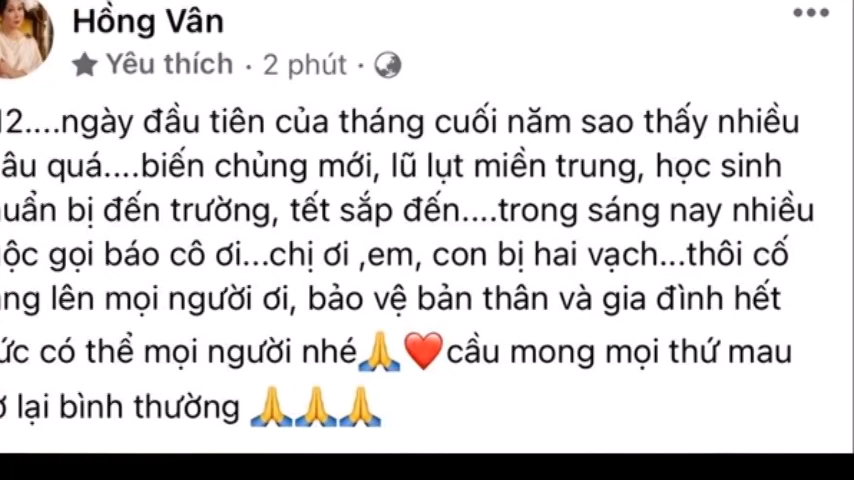 Hồng Vân
Yêu thích · 2 phút ·
12....ngày đầu tiên của tháng cuối năm sao thấy nhiều
âu quá....biến chủng mới, lũ lụt miền trung, học sinh
uẩn bị đến trường, tết sắp đến....trong sáng nay nhiều
ộc gọi báo cô ơi...chị ơi ,em, con bị hai vạch...thôi cố
ng lên mọi người ơi, bảo vệ bản thân và gia đình hết
ức có thể mọi người nhé🙏❤️cầu mong mọi thứ mau
ở lại bình thường 🙏🙏🙏